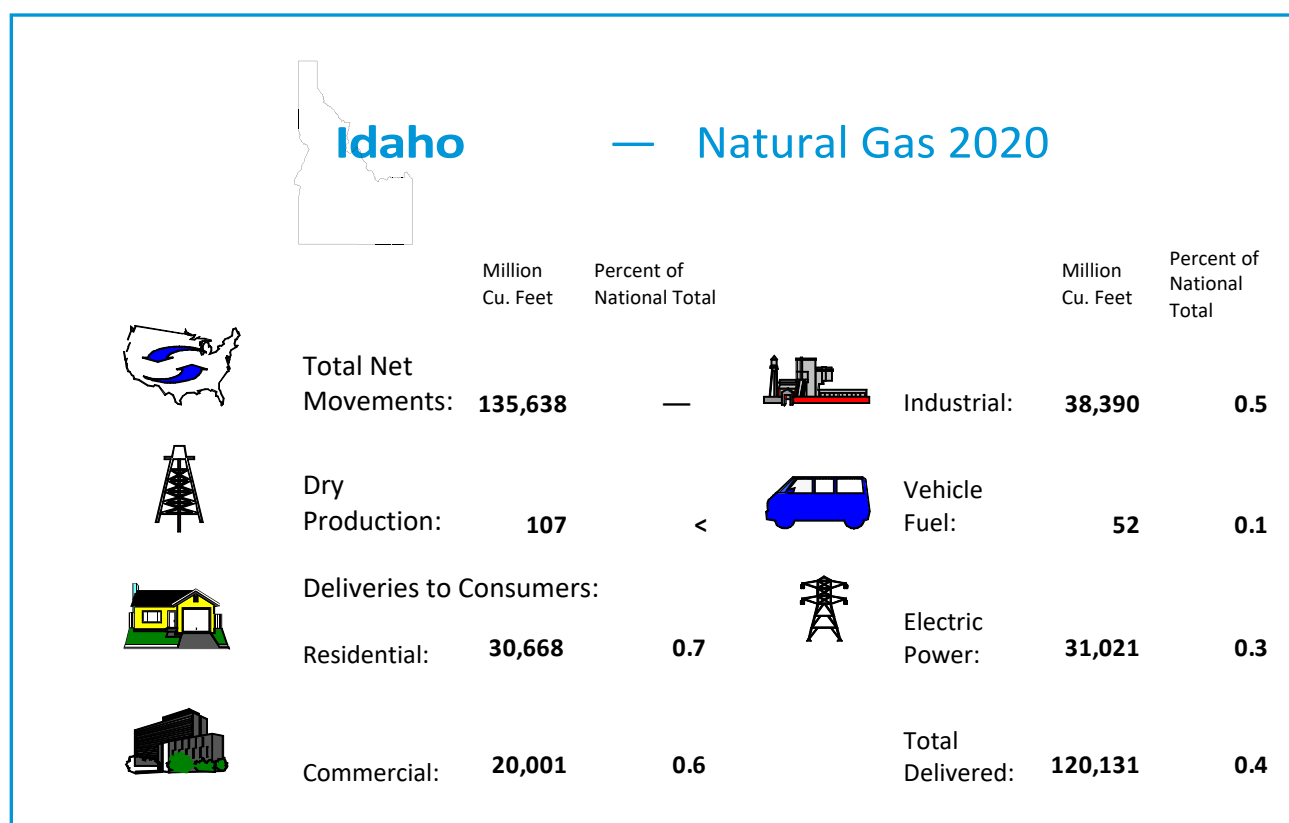 Idaho — Natural Gas 2020
Million
Cu. Feet
Percent of
National Total
Million
Cu. Feet
Percent of
National
Total
Total Net
Movements: 135,638 —
Industrial: 38,390 0.5
Dry
Production: 107 <
Vehicle
Fuel: 52 0.1
Deliveries to Consumers:
Residential: 30,668 0.7
Electric
Power: 31,021 0.3
Commercial: 20,001 0.6
Total
Delivered: 120,131 0.4